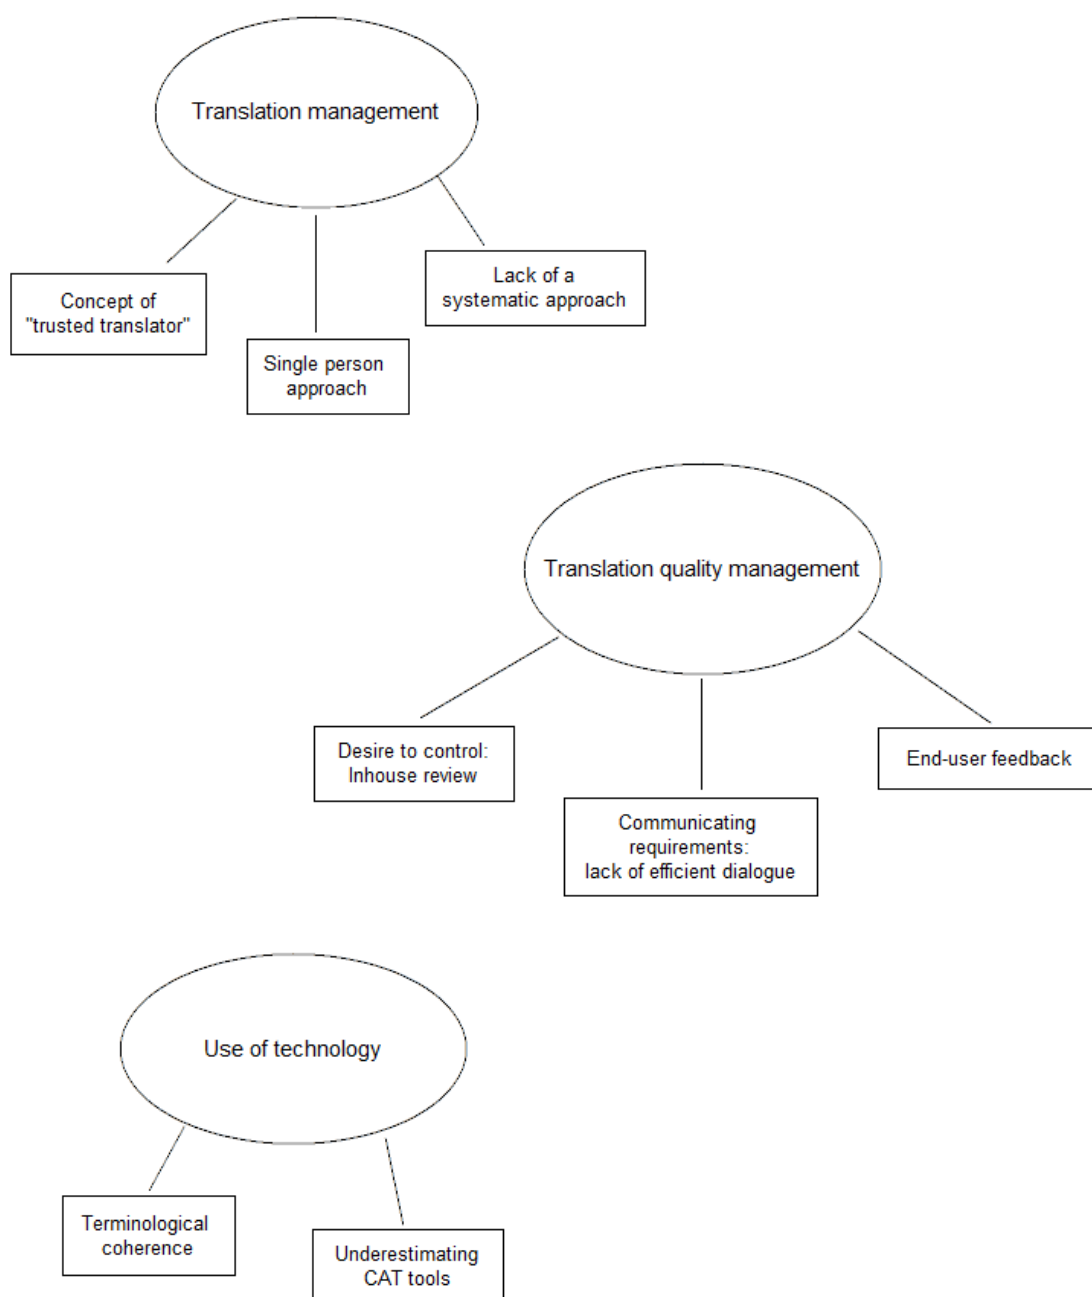 Translation management
Concept of
"trusted translator"
Single person
approach
Lack of a
systematic approach
Translation quality management
Desire to control:
Inhouse review
Communicating
requirements:
lack of efficient dialogue
End-user feedback
Use of technology
Terminological
coherence
Underestimating
CAT tools